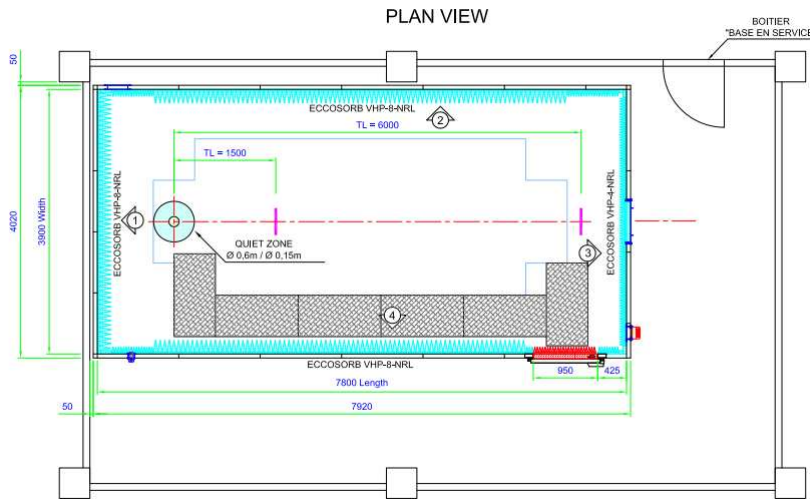 PLAN VIEW
BOITIER
"BASE EN SERVICE
50
ECCOSORB VHP-8-NRL
2
TL = 6000
TL = 1500
4020
3900 Width
ECCOSORB VHP-8-NRL
1
QUIET ZONE
Ø 0,6m / Ø 0,15m
3
ECCOSORB VHP-4-NRL
4
ECCOSORB VHP-8-NRL
950
425
7800 Length
50
7920